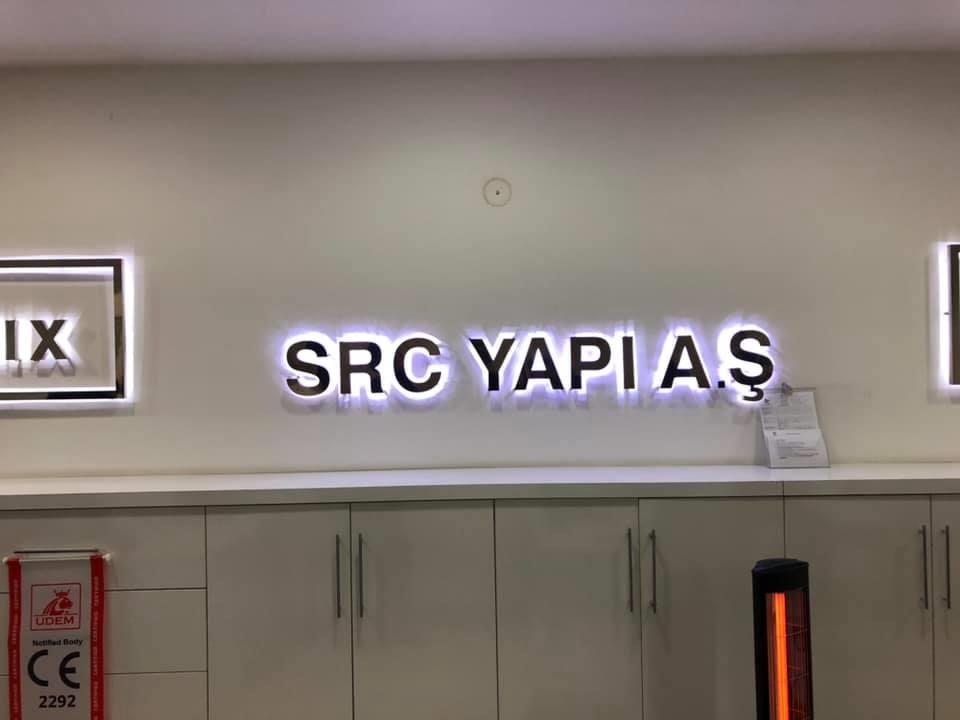 IX
SRC YAPI A.Ş
UDEM
Notified Body
CE
2292